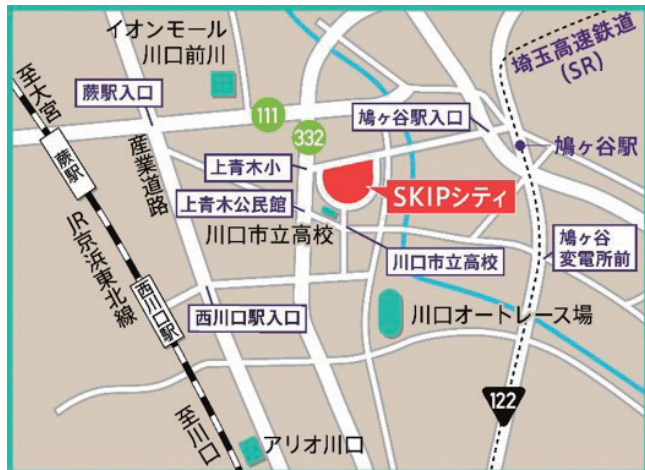 イオンモール
川口前川
埼玉高速鉄道
(SR)
至大宮
蕨駅入口
111
332
鳩ヶ谷駅入口
鳩ヶ谷駅
蕨駅
産業道路
上青木小
SKIPシティ
上青木公民館
川口市立高校
川口市立高校
鳩ヶ谷
変電所前
JR京浜東北線
西川口駅
西川口駅入口
川口オートレース場
122
至川口
アリオ川口